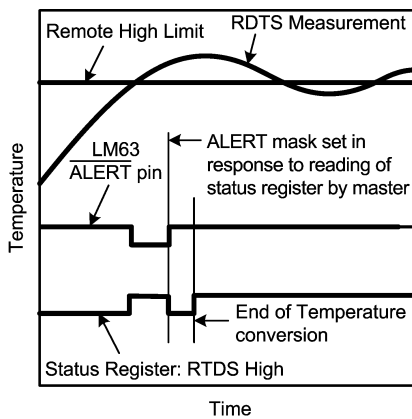 Remote High Limit
RDTS Measurement
LM63
ALERT pin
ALERT mask set in
response to reading of
status register by master
End of Temperature
conversion
Status Register: RTDS High
Temperature
Time